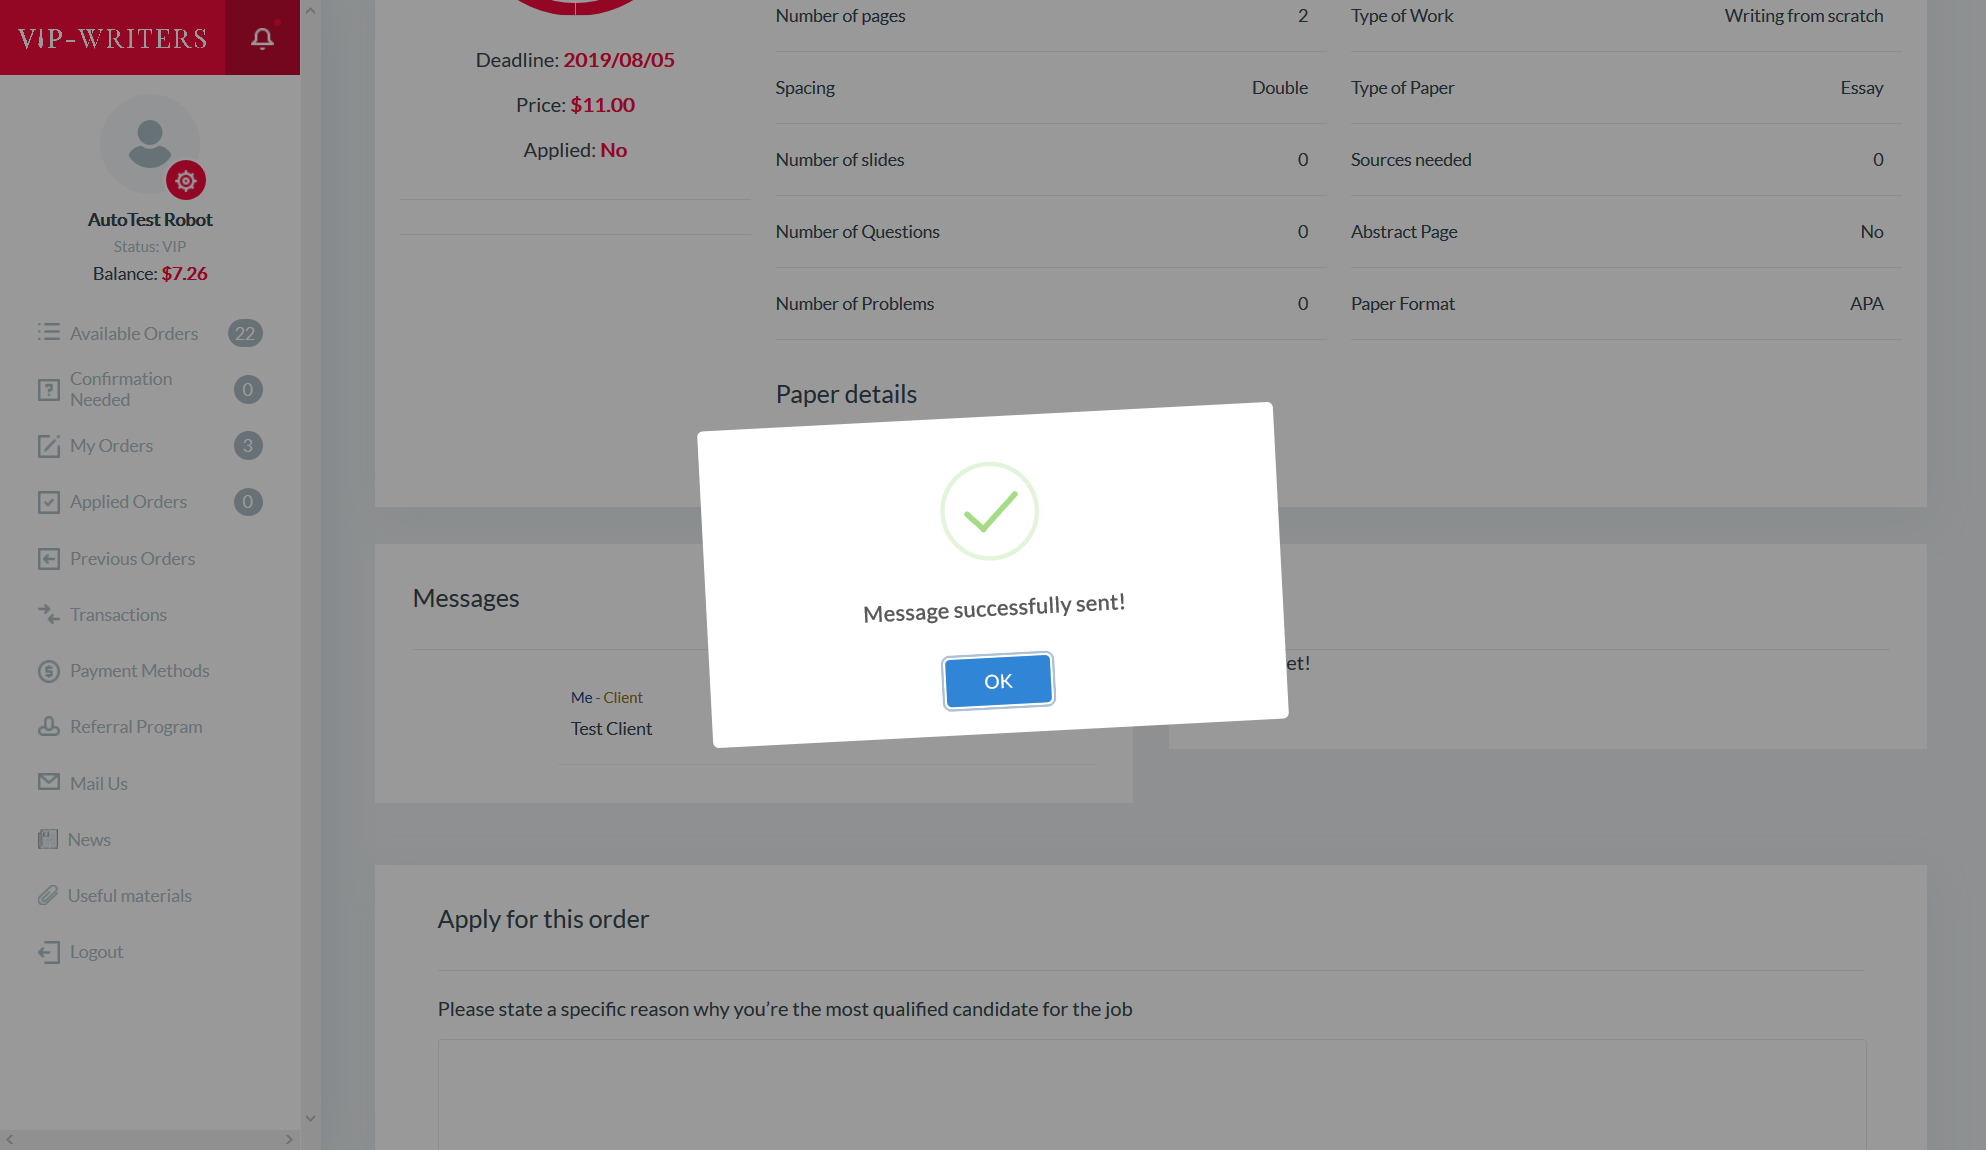 VIP-WRITERS
AutoTest Robot
Status: VIP
Balance: $7.26
Available Orders 22
Confirmation
Needed 0
My Orders 3
Applied Orders 0
Previous Orders
Transactions
Payment Methods
Referral Program
Mail Us
News
Useful materials
Logout
Deadline: 2019/08/05
Price: $11.00
Applied: No
Number of pages 2
Type of Work Writing from scratch
Spacing Double
Type of Paper Essay
Number of slides 0
Sources needed 0
Number of Questions 0
Abstract Page No
Number of Problems 0
Paper Format APA
Paper details
Message successfully sent!
OK
Messages
Me - Client
Test Client
et!
Apply for this order
Please state a specific reason why you’re the most qualified candidate for the job